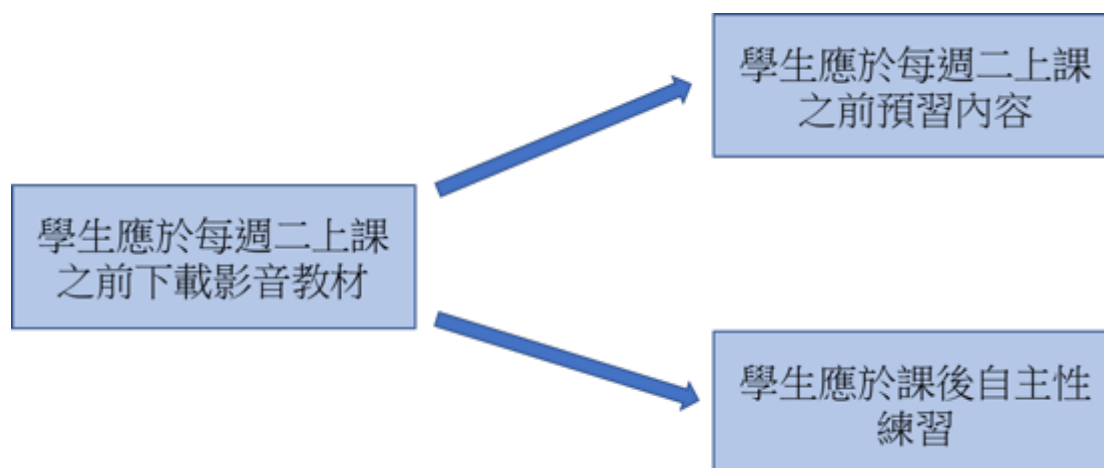 學生應於每週二上課
之前下載影音教材
學生應於每週二上課
之前預習內容
學生應於課後自主性
練習